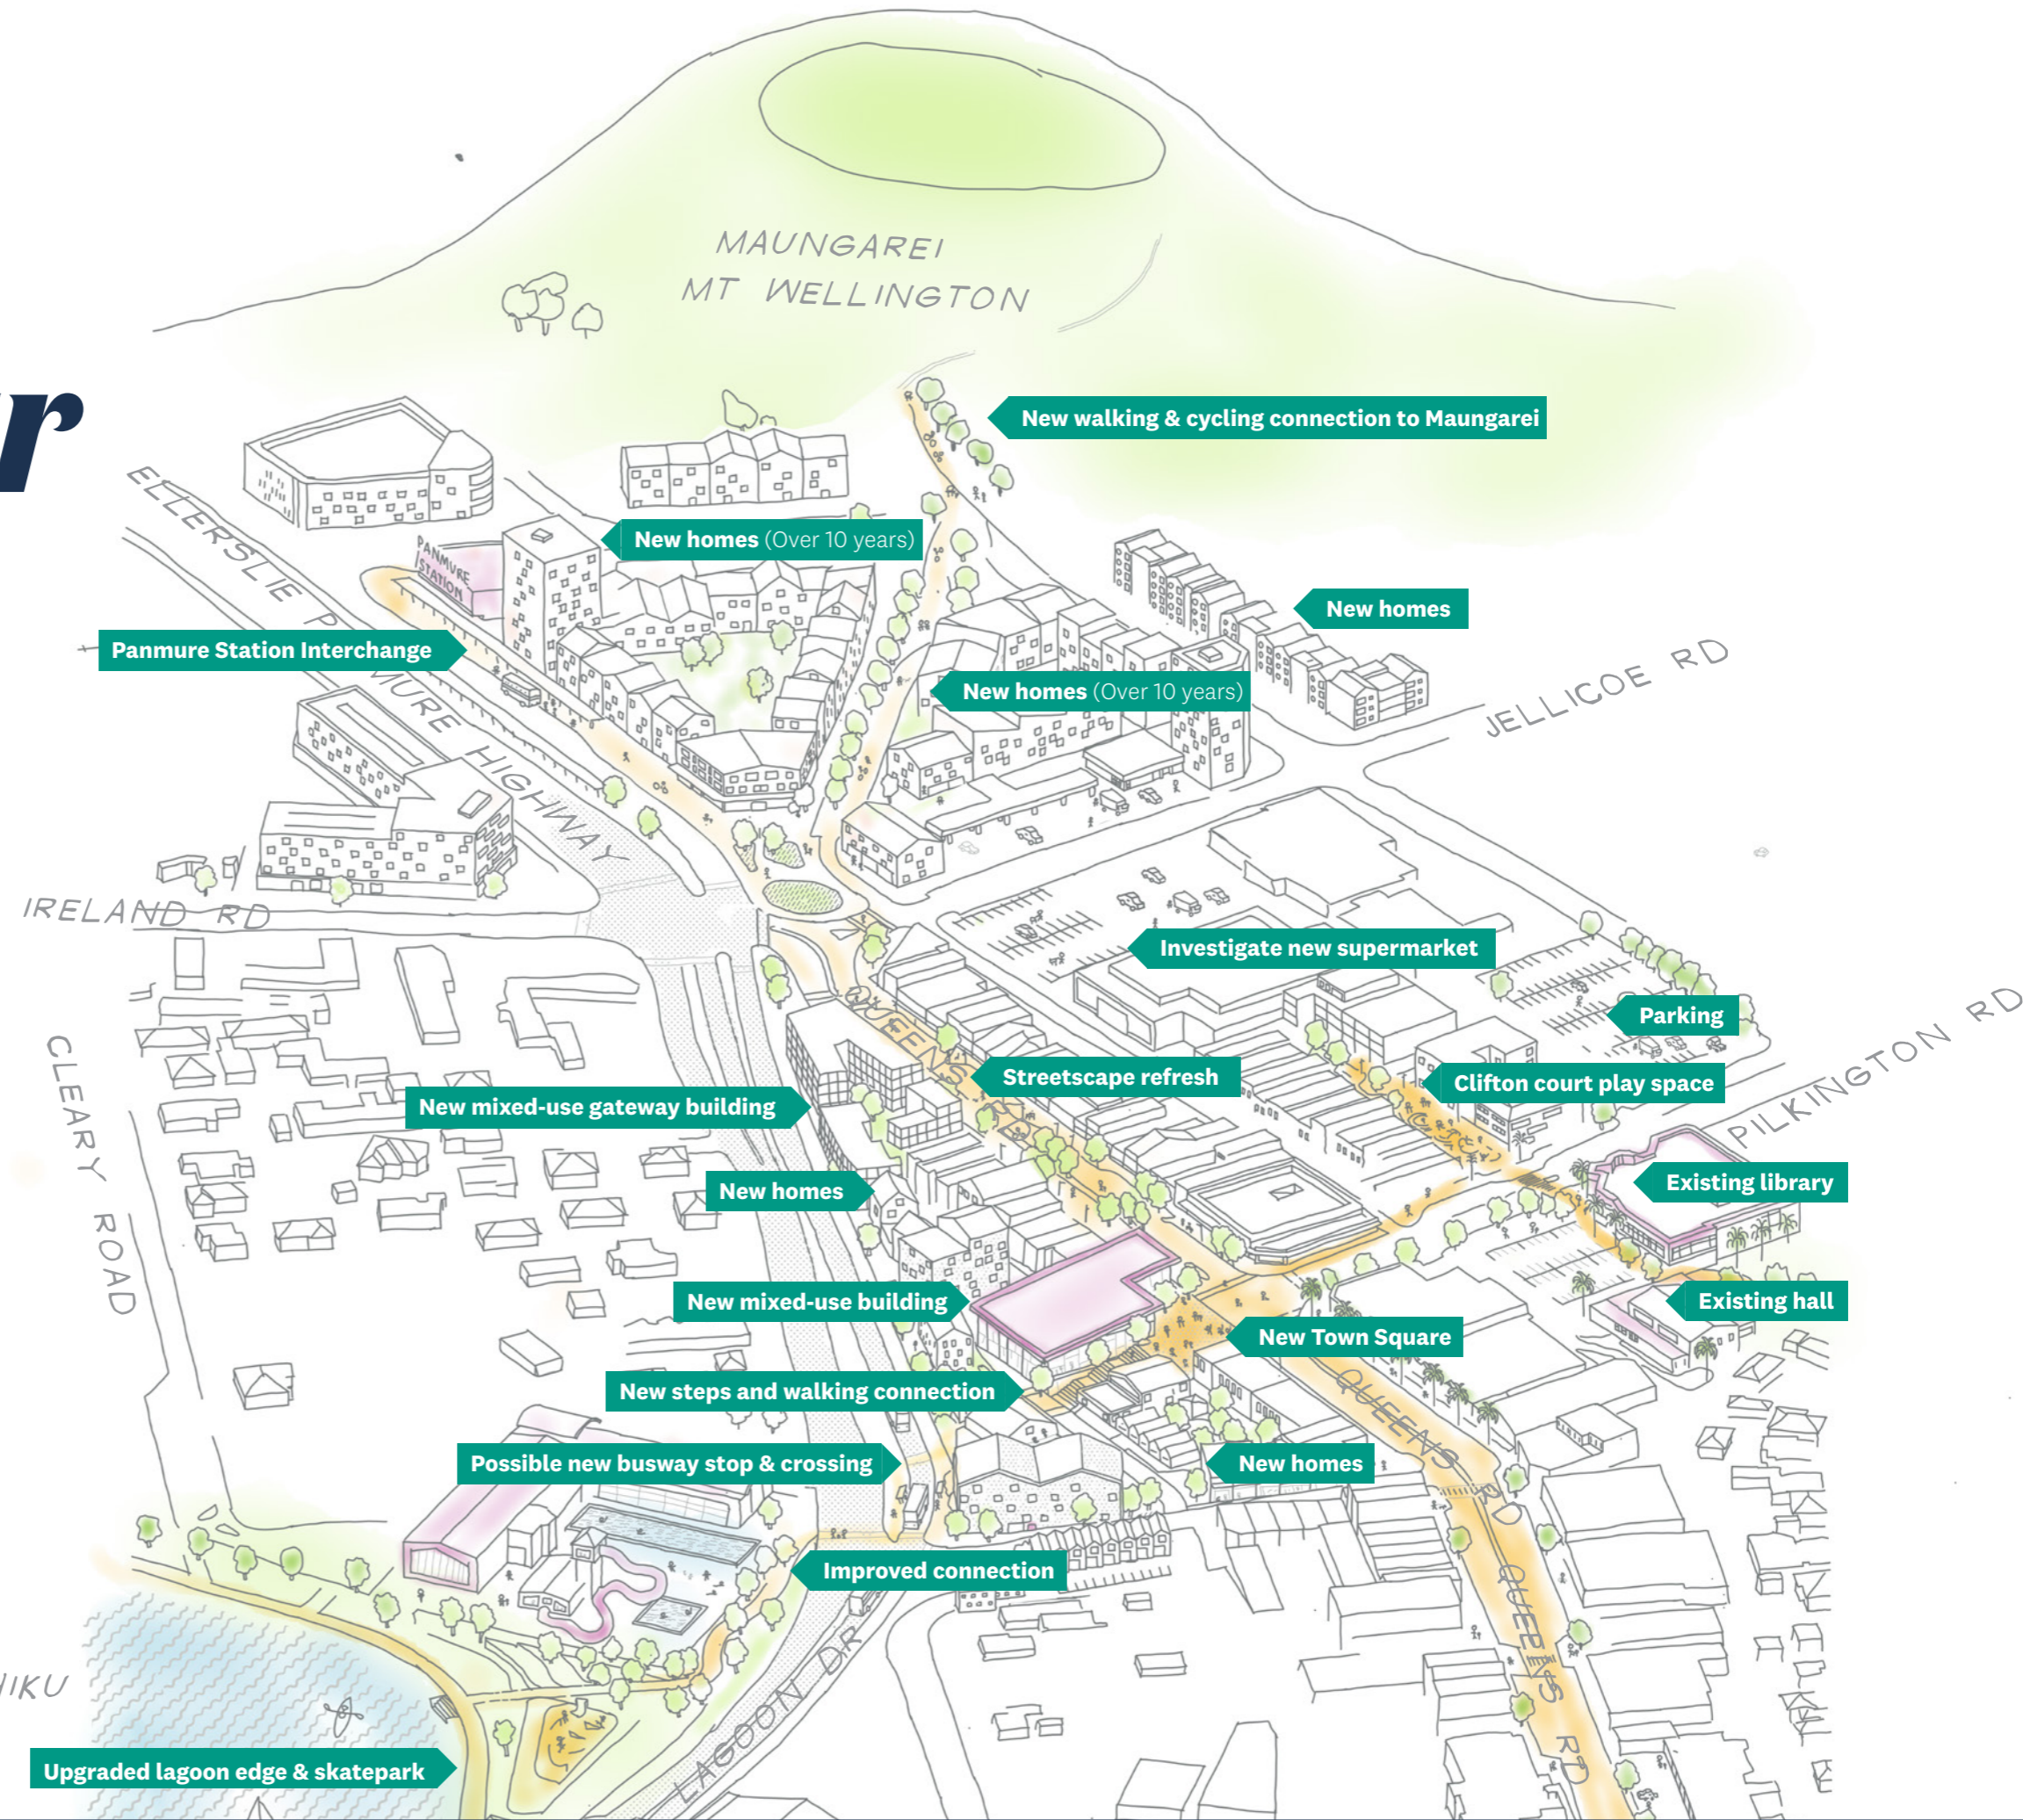 MAUNGAREI
MT WELLINGTON
r
New walking & cycling connection to Maungarei
ELLERSLIE PANMURE HIGHWAY
PANMURE
STATION
New homes (Over 10 years)
New homes
Panmure Station Interchange
JELLICOE RD
New homes (Over 10 years)
IRELAND RD
Investigate new supermarket
Parking
PILKINGTON RD
QUEENS RD
Streetscape refresh
Clifton court play space
New mixed-use gateway building
CLEARY ROAD
New homes
Existing library
New mixed-use building
Existing hall
New Town Square
New steps and walking connection
QUEENS RD
Possible new busway stop & crossing
New homes
Improved connection
QUEENS RD
LAGOON DR
NIKU
Upgraded lagoon edge & skatepark